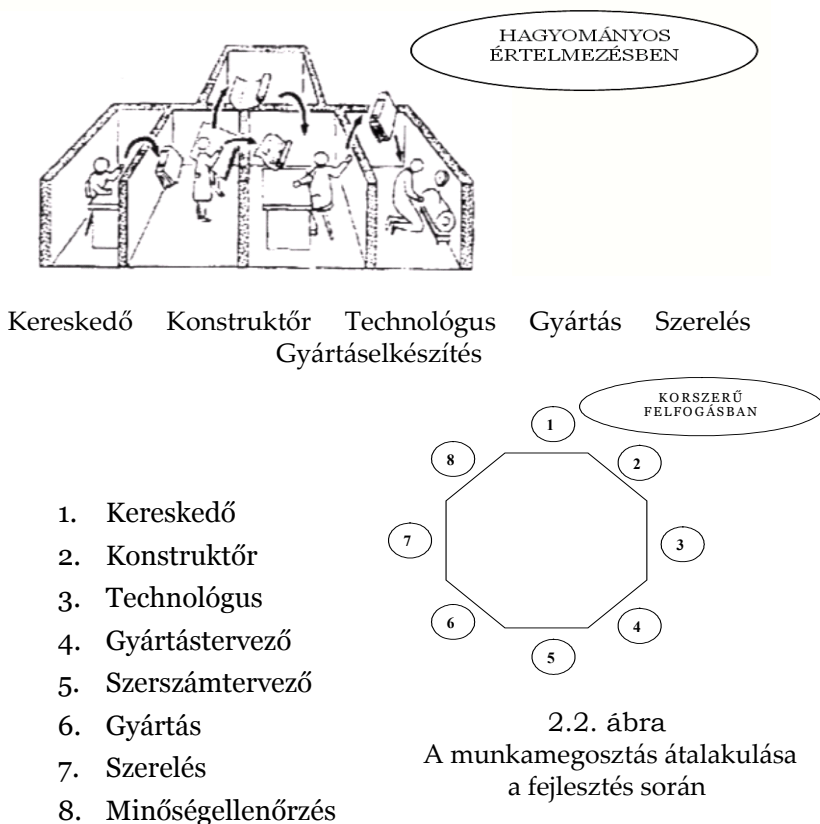 HAGYOMÁNYOS
ÉRTELMEZÉSBEN
Kereskedő Konstruktőr Technológus Gyártás Szerelés
Gyártáselkészítés
KORSZERŰ
FELFOGÁSBAN
1
2
3
4
5
6
7
8
1. Kereskedő
2. Konstruktőr
3. Technológus
4. Gyártástervező
5. Szerszámtervező
6. Gyártás
7. Szerelés
8. Minőségellenőrzés
2.2. ábra
A munkamegosztás átalakulása
a fejlesztés során